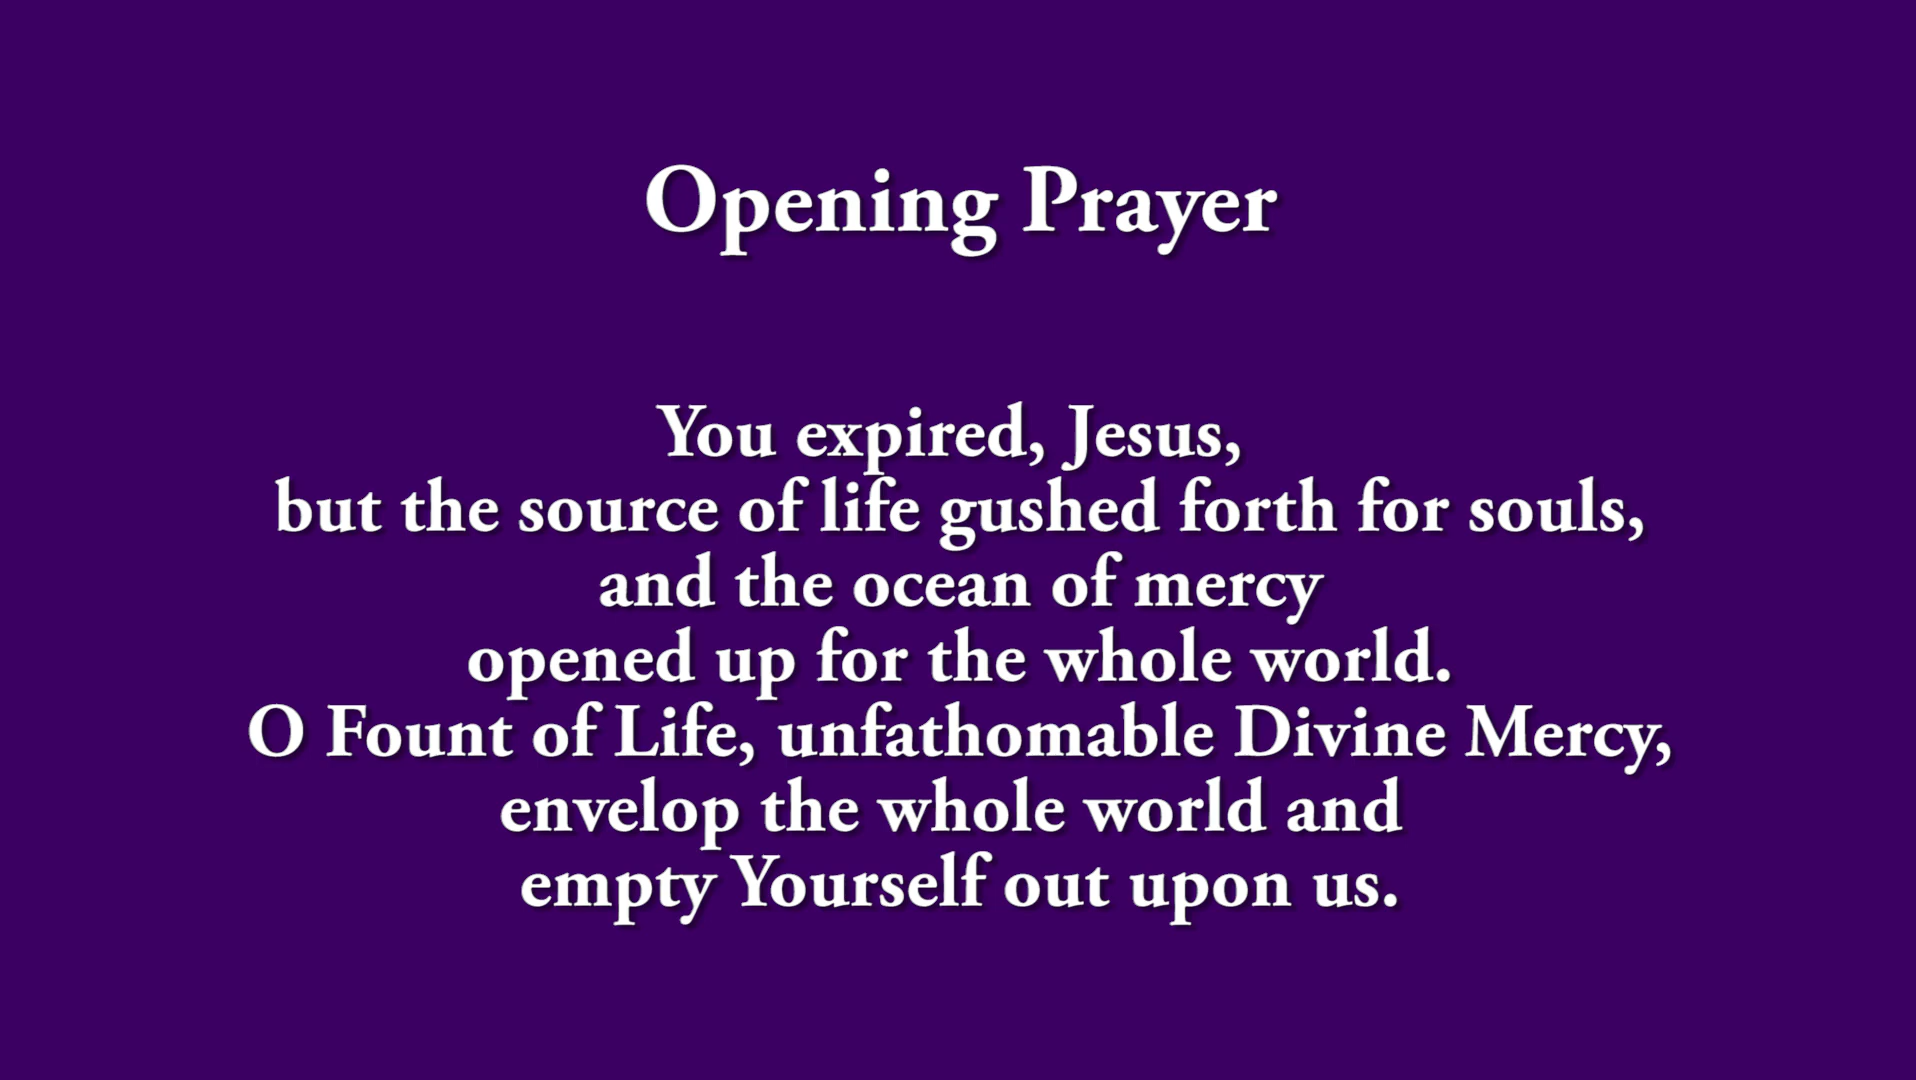 Opening Prayer
You expired, Jesus,
but the source of life gushed forth for souls,
and the ocean of mercy
opened up for the whole world.
O Fount of Life, unfathomable Divine Mercy,
envelop the whole world and
empty Yourself out upon us.